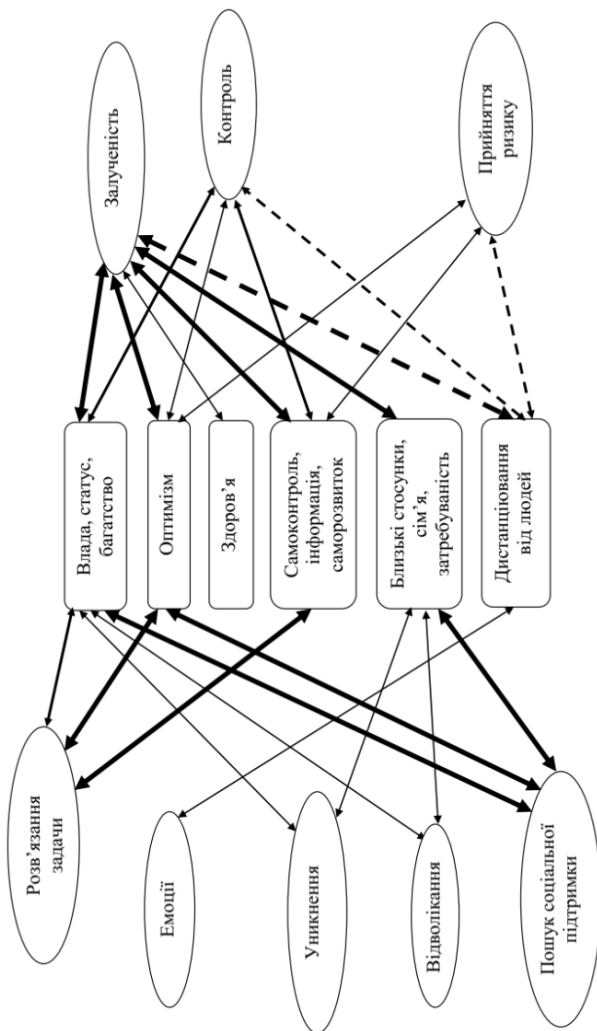 Розв’язання
задачи
Емоції
Уникнення
Відволікання
Пошук соціальної
підтримки
Влада, статус,
багатство
Оптимізм
Здоров’я
Самоконтроль,
інформація,
саморозвиток
Близькі стосунки,
сім’я,
затребуваність
Дистанціювання
від людей
Залученість
Контроль
Прийняття
ризику